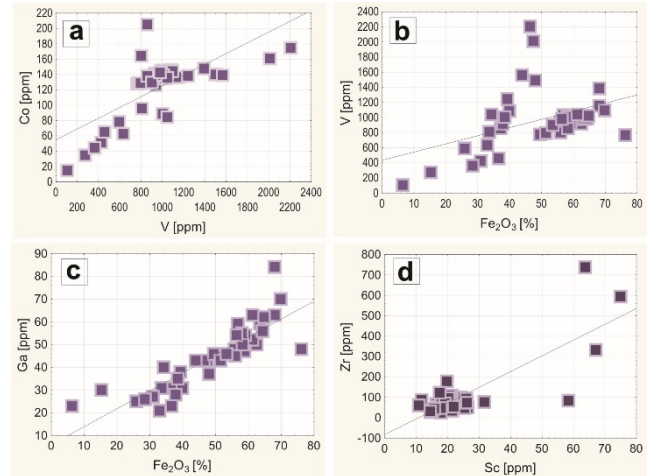 a
Co [ppm]
220
200
180
160
140
120
100
80
60
40
20
0
0 400 800 1200 1600 2000 2400
200 600 1000 1400 1800 2200
V [ppm]
b
V [ppm]
2400
2200
2000
1800
1600
1400
1200
1000
800
600
400
200
0
0 10 20 30 40 50 60 70 80
Fe₂O₃ [%]
c
Ga [ppm]
90
80
70
60
50
40
30
20
10
0 10 20 30 40 50 60 70 80
Fe₂O₃ [%]
d
Zr [ppm]
800
700
600
500
400
300
200
100
0
-100
0 10 20 30 40 50 60 70 80
Sc [ppm]